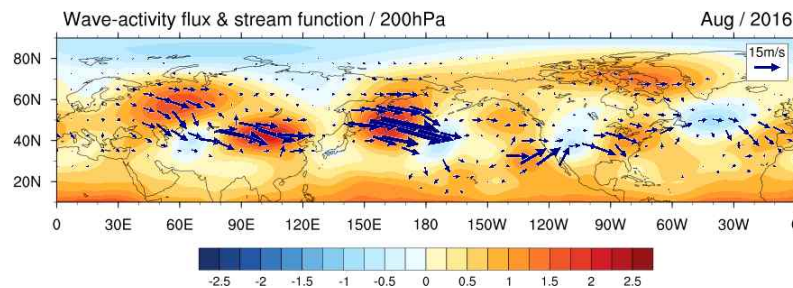 Wave-activity flux & stream function / 200hPa Aug / 2016
15m/s
80N
60N
40N
20N
0 30E 60E 90E 120E 150E 180 150W 120W 90W 60W 30W 0
-2.5 -2 -1.5 -1 -0.5 0 0.5 1 1.5 2 2.5